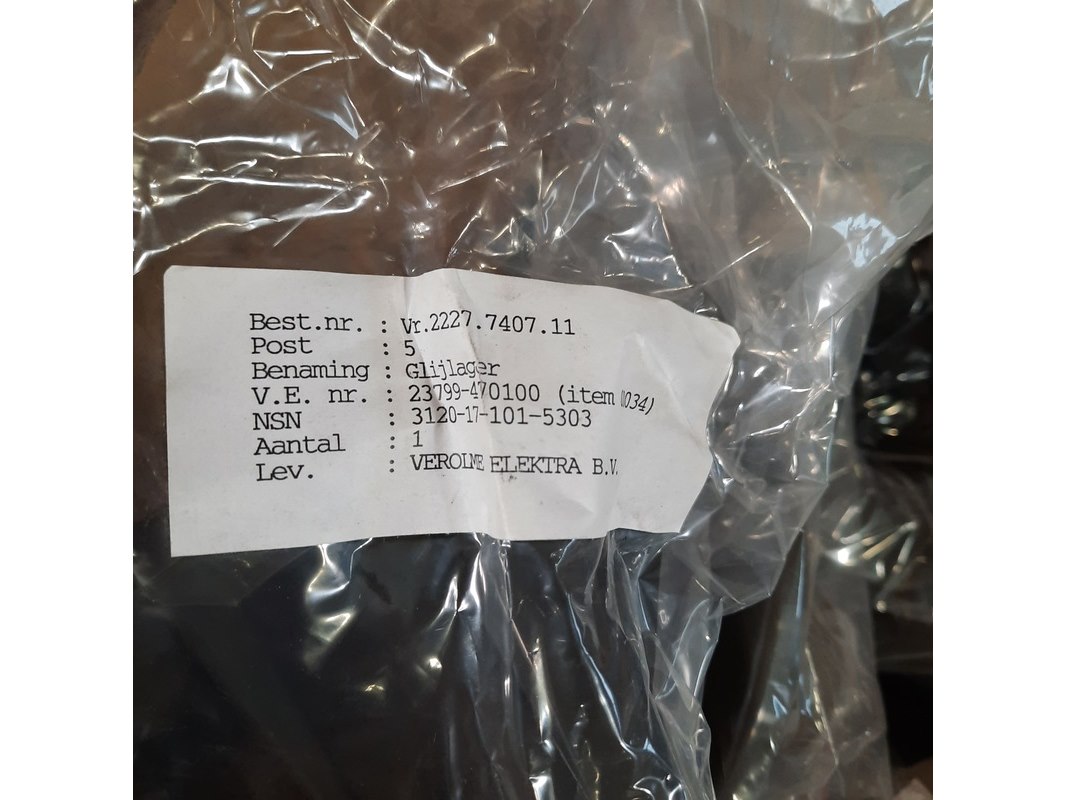 Best.nr. : Vr.2227.7407.11
Post : 5
Benaming : Glijlager
V.E. nr. : 23799-470100 (item 0034)
NSN : 3120-17-101-5303
Aantal : 1
Lev. : VEROLME ELEKTRA B.V.